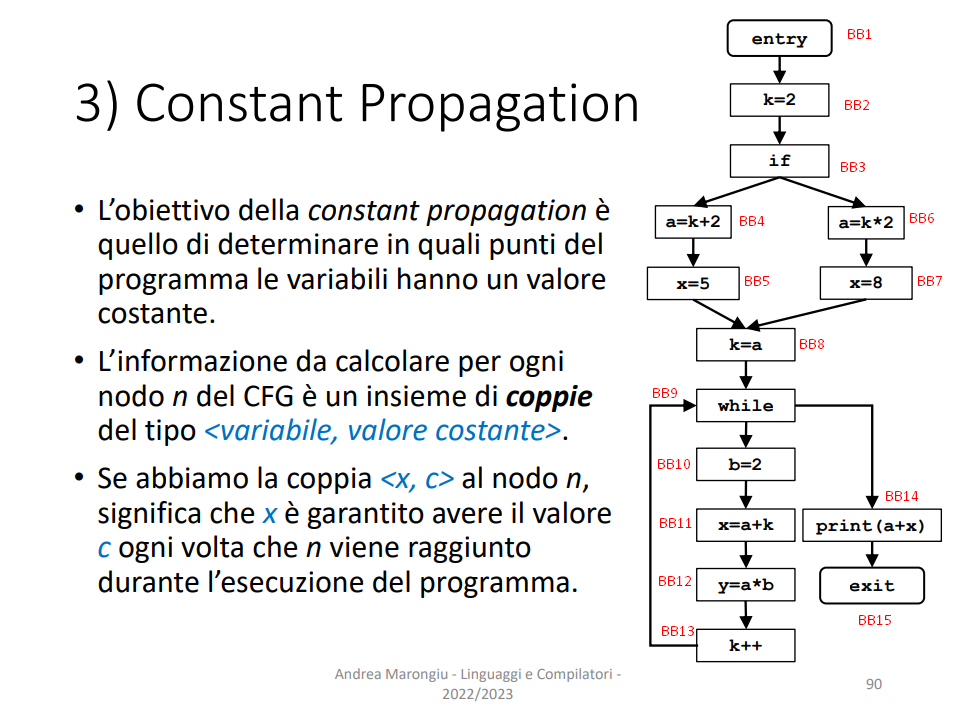 3) Constant Propagation
• L’obiettivo della constant propagation è
quello di determinare in quali punti del
programma le variabili hanno un valore
costante.
• L’informazione da calcolare per ogni
nodo n del CFG è un insieme di coppie
del tipo <variabile, valore costante>.
• Se abbiamo la coppia <x, c> al nodo n,
significa che x è garantito avere il valore
c ogni volta che n viene raggiunto
durante l’esecuzione del programma.
entry BB1
k=2 BB2
if BB3
a=k+2 BB4 a=k*2 BB6
x=5 BB5 x=8 BB7
k=a BB8
BB9 while
BB10 b=2
BB14
BB11 x=a+k print(a+x)
BB12 y=a*b exit
BB15
BB13 k++
Andrea Marongiu - Linguaggi e Compilatori -
2022/2023
90